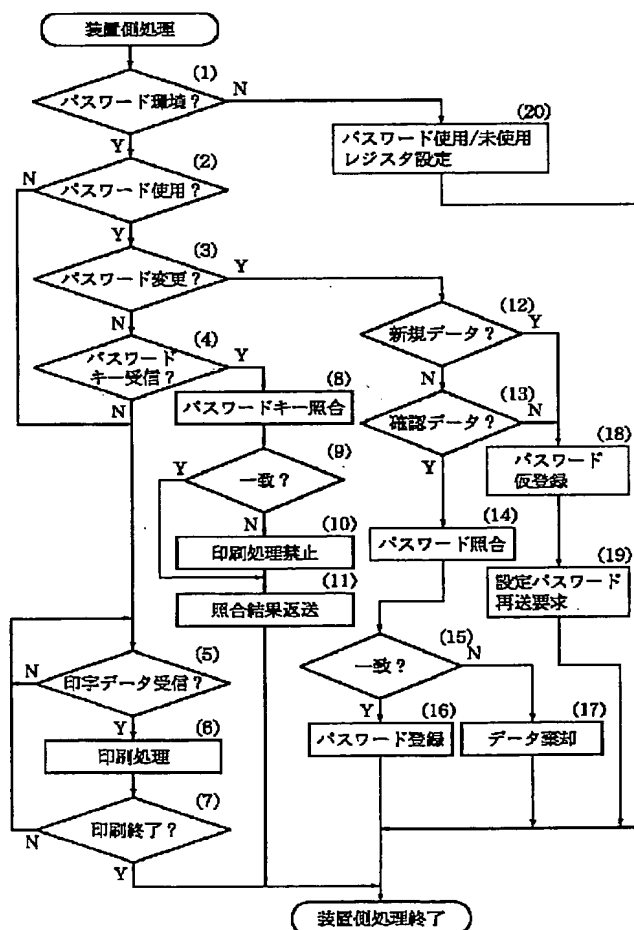 装置側処理
(1)
パスワード環境？
N
Y
(20)
パスワード使用/未使用
レジスタ設定
(2)
N
パスワード使用？
Y
(3)
パスワード変更？
Y
N
(4)
パスワード
キー受信？
Y
N
(12)
新規データ？
Y
N
(13)
確認データ？
N
Y
(8)
パスワードキー照合
(9)
Y
一致？
N
(10)
印刷処理禁止
(11)
照合結果返送
(18)
パスワード
仮登録
(14)
パスワード照合
(19)
設定パスワード
再送要求
(15)
一致？
N
Y
(16)
パスワード登録
(17)
データ棄却
(5)
N
印字データ受信？
Y
(6)
印刷処理
(7)
N
印刷終了？
Y
装置側処理終了